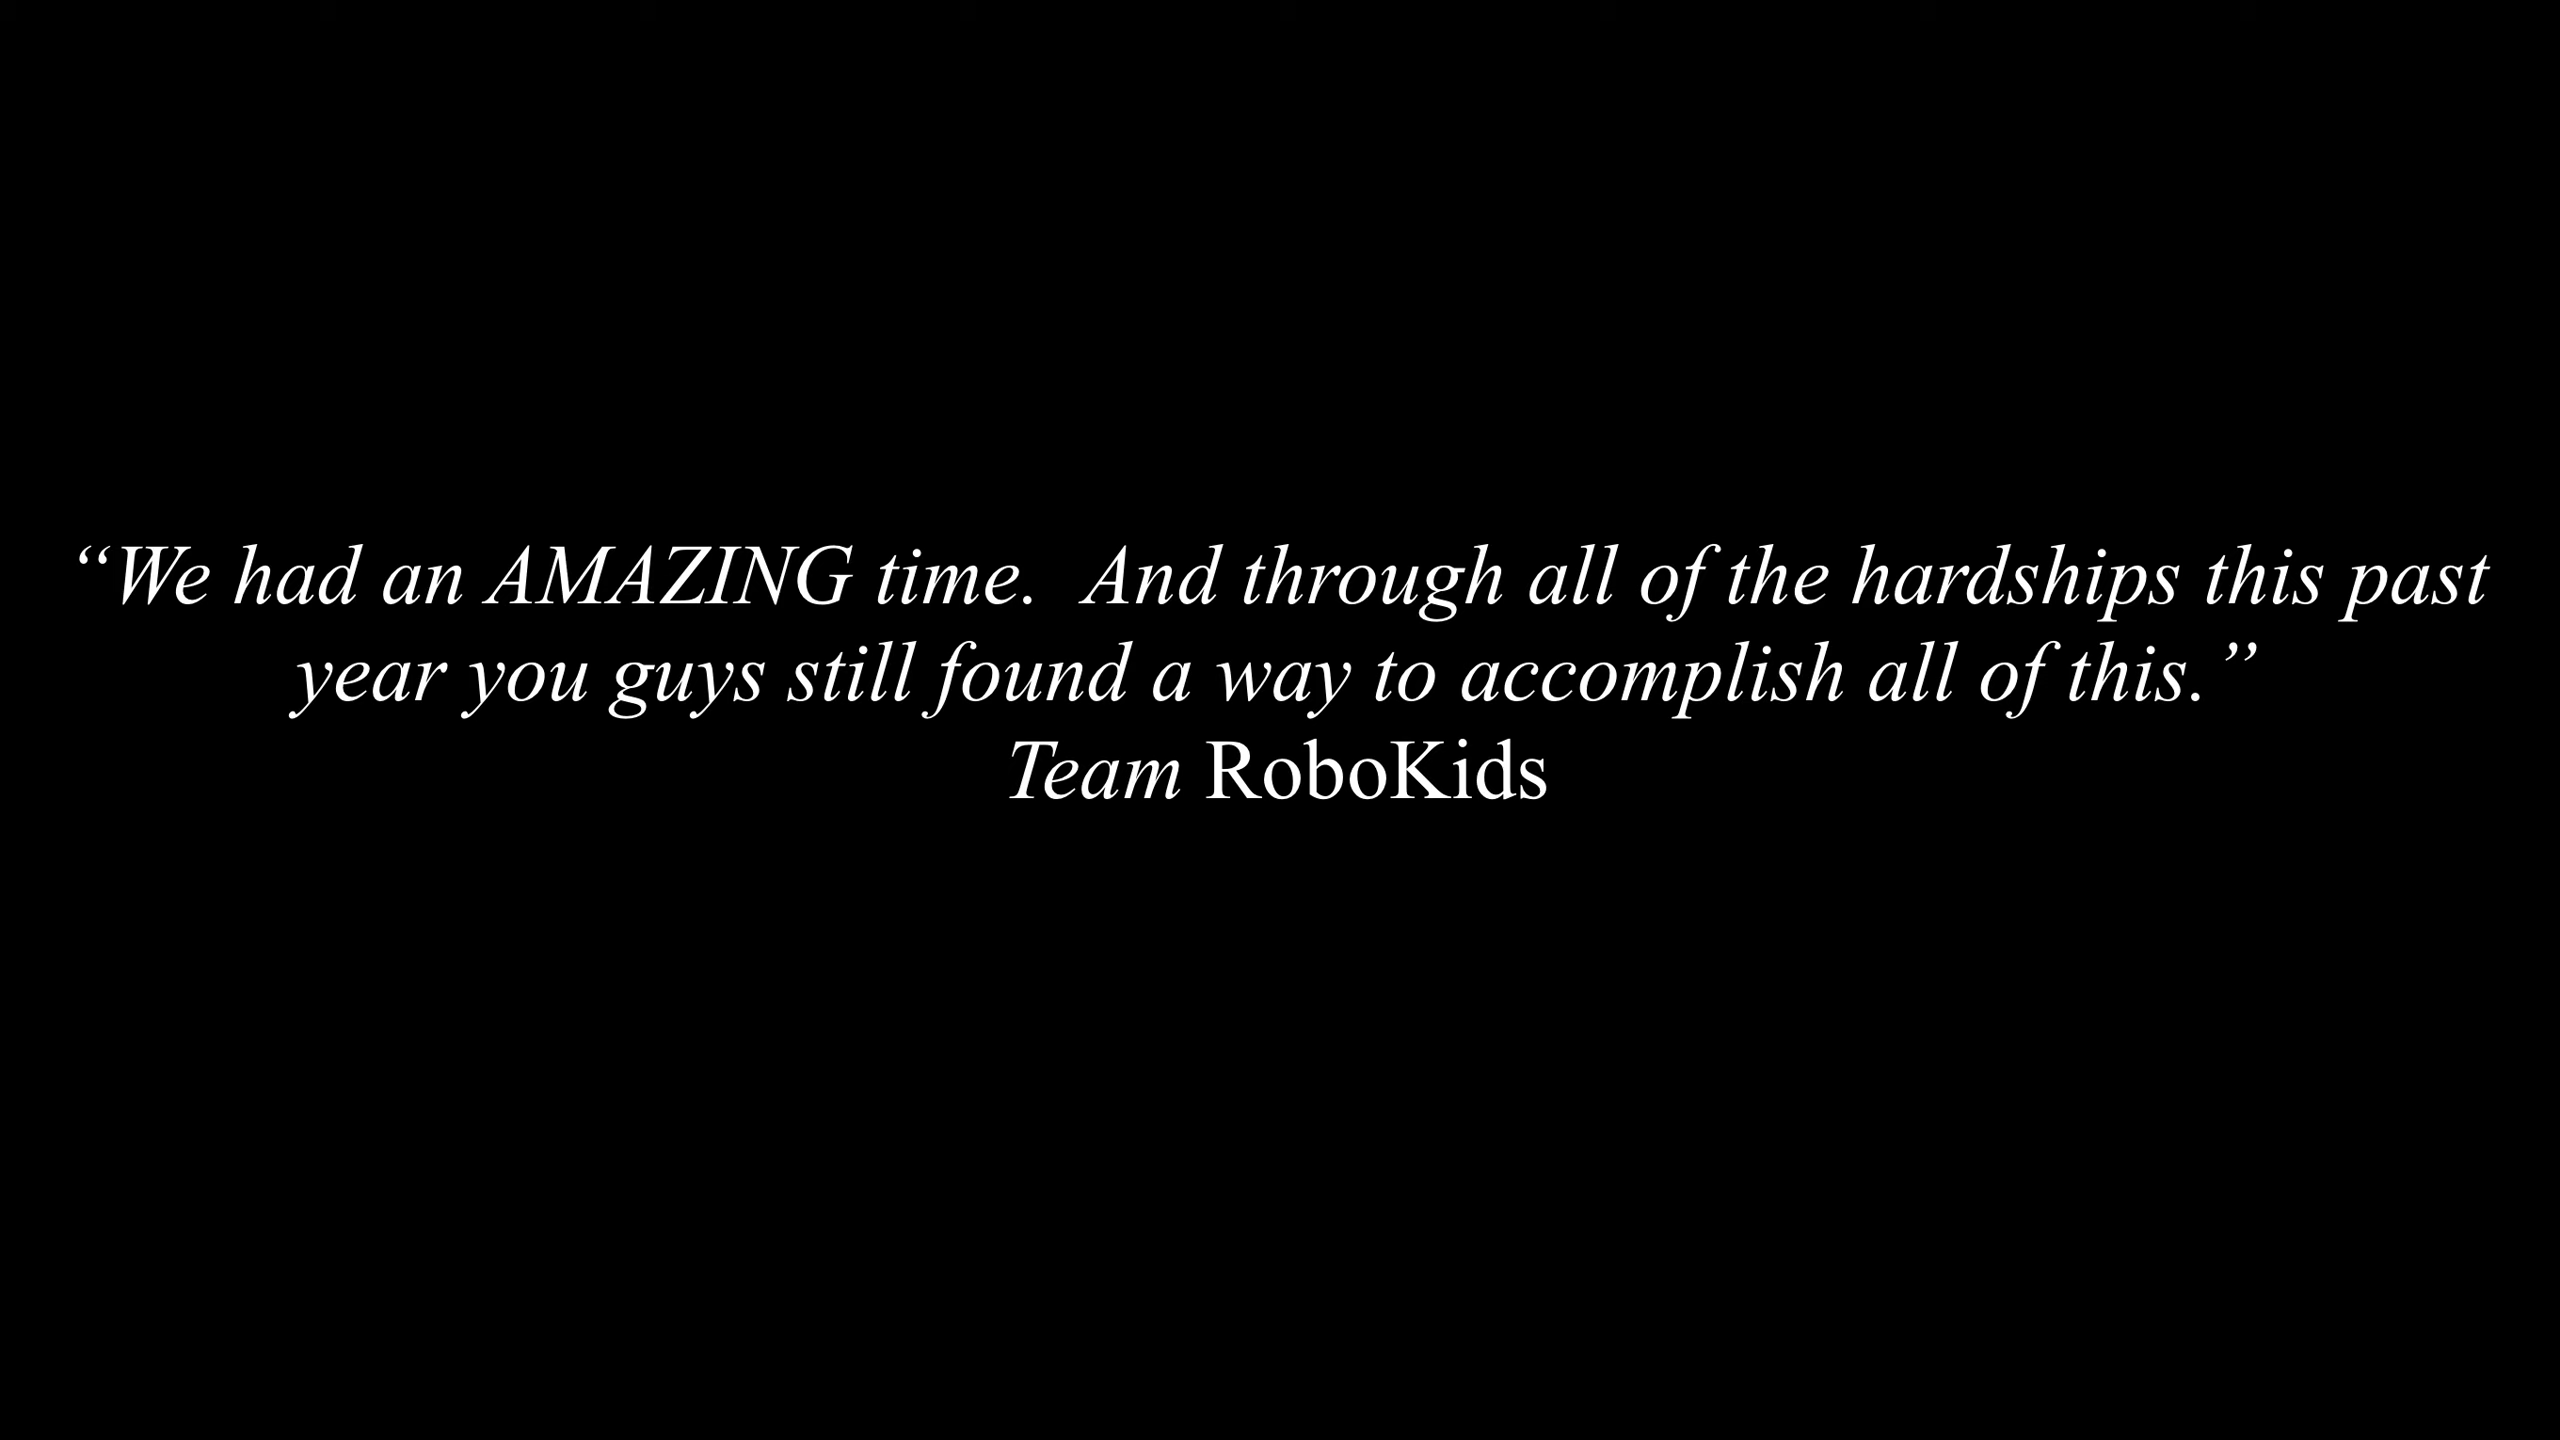 “We had an AMAZING time.  And through all of the hardships this past
year you guys still found a way to accomplish all of this.”
Team RoboKids